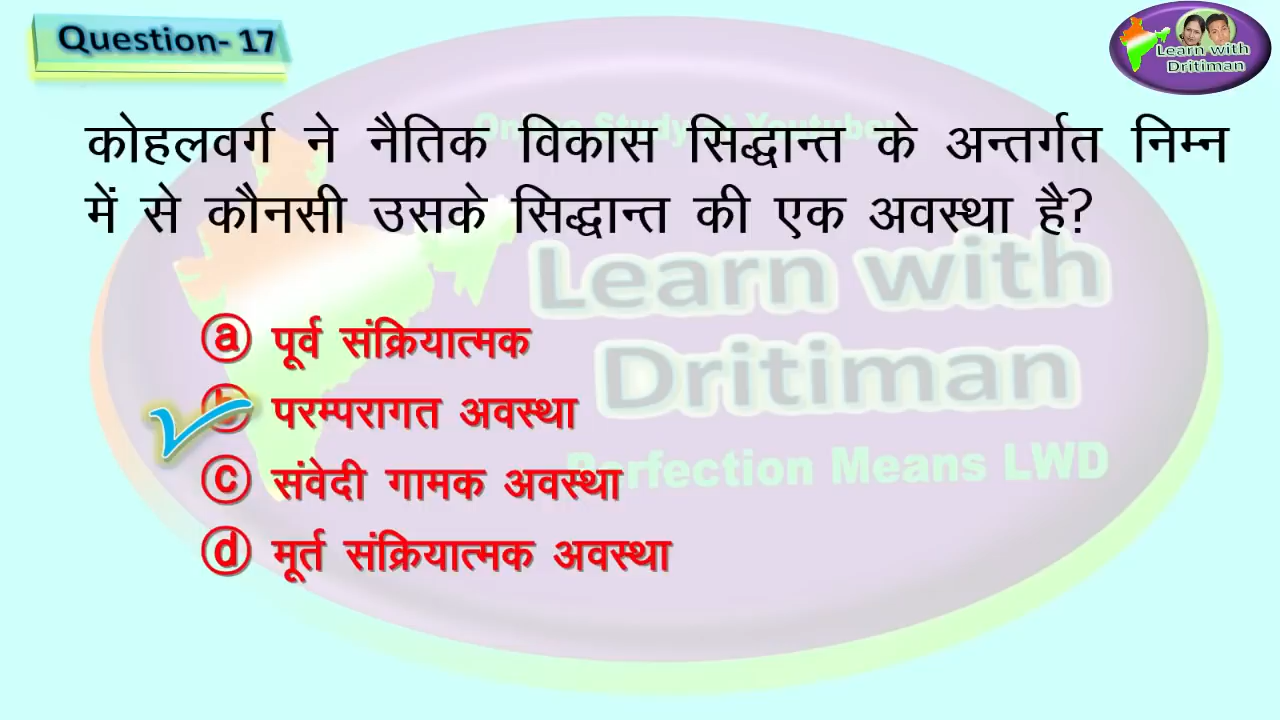 Question- 17
Learn with
Dritiman
कोहलवर्ग ने नैतिक विकास सिद्धान्त के अन्तर्गत निम्न
में से कौनसी उसके सिद्धान्त की एक अवस्था है?
Learn with
Dritiman
Perfection Means LWD
ⓐ पूर्व संक्रियात्मक
ⓑ परम्परागत अवस्था
ⓒ संवेदी गामक अवस्था
ⓓ मूर्त संक्रियात्मक अवस्था